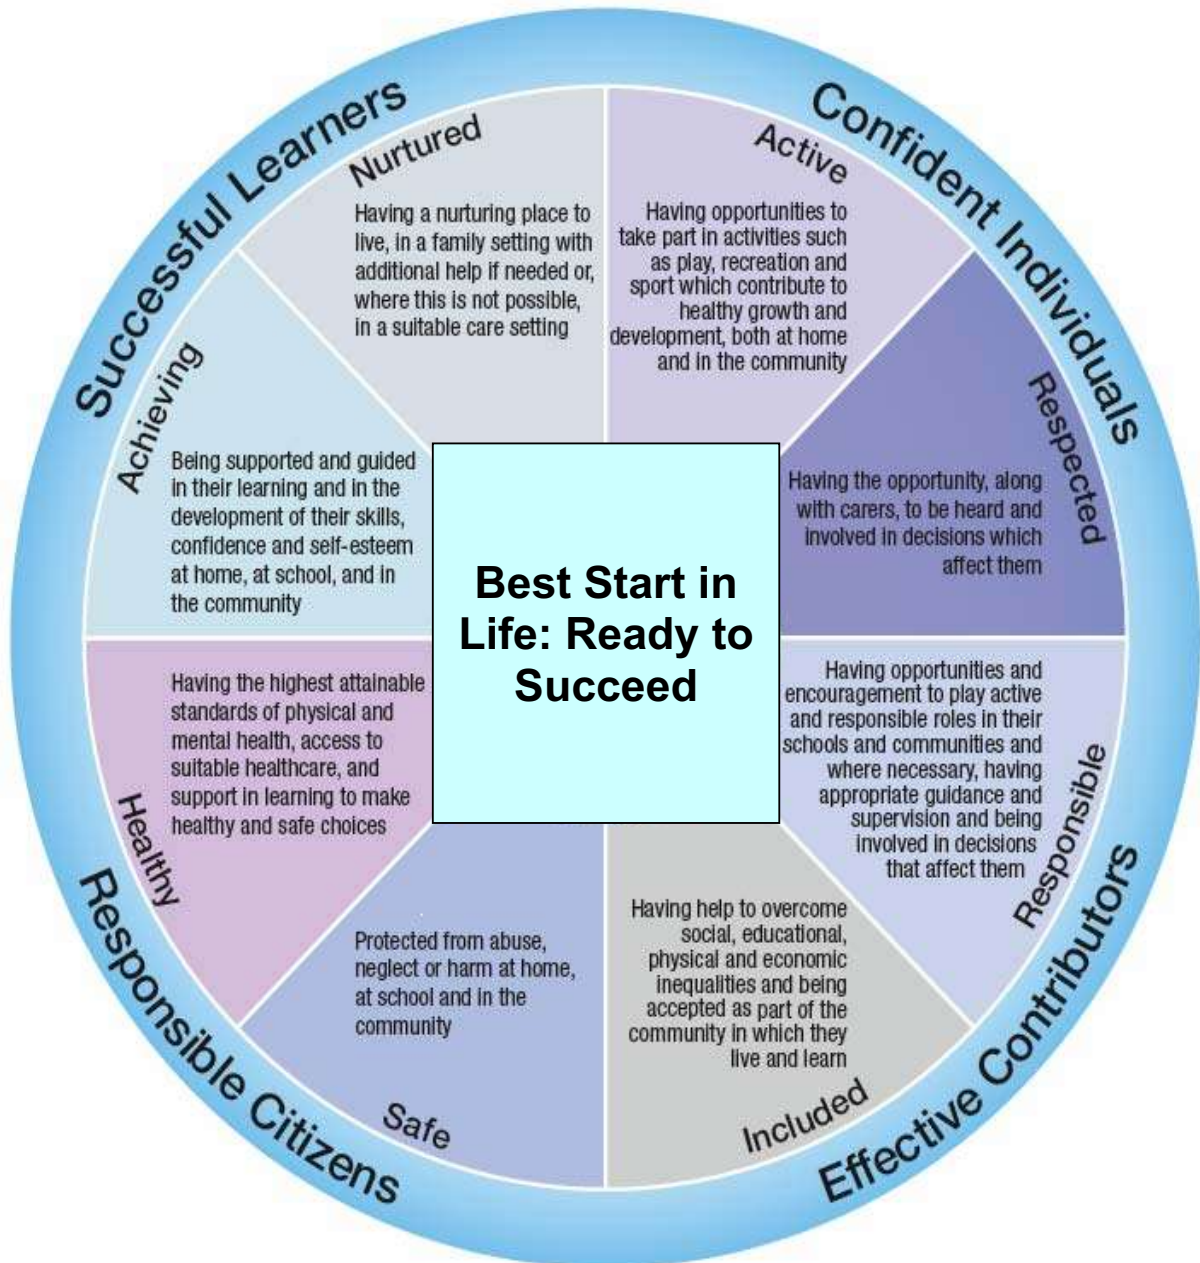 Successful Learners
Confident Individuals
Nurtured
Having a nurturing place to
live, in a family setting with
additional help if needed or,
where this is not possible,
in a suitable care setting
Active
Having opportunities to
take part in activities such
as play, recreation and
sport which contribute to
healthy growth and
development, both at home
and in the community
Achieving
Being supported and guided
in their learning and in the
development of their skills,
confidence and self-esteem
at home, at school, and in
the community
Respected
Having the opportunity, along
with carers, to be heard and
involved in decisions which
affect them
Best Start in
Life: Ready to
Succeed
Healthy
Having the highest attainable
standards of physical and
mental health, access to
suitable healthcare, and
support in learning to make
healthy and safe choices
Responsible
Having opportunities and
encouragement to play active
and responsible roles in their
schools and communities and
where necessary, having
appropriate guidance and
supervision and being
involved in decisions
that affect them
Safe
Protected from abuse,
neglect or harm at home,
at school and in the
community
Included
Having help to overcome
social, educational,
physical and economic
inequalities and being
accepted as part of the
community in which they
live and learn
Responsible Citizens
Effective Contributors